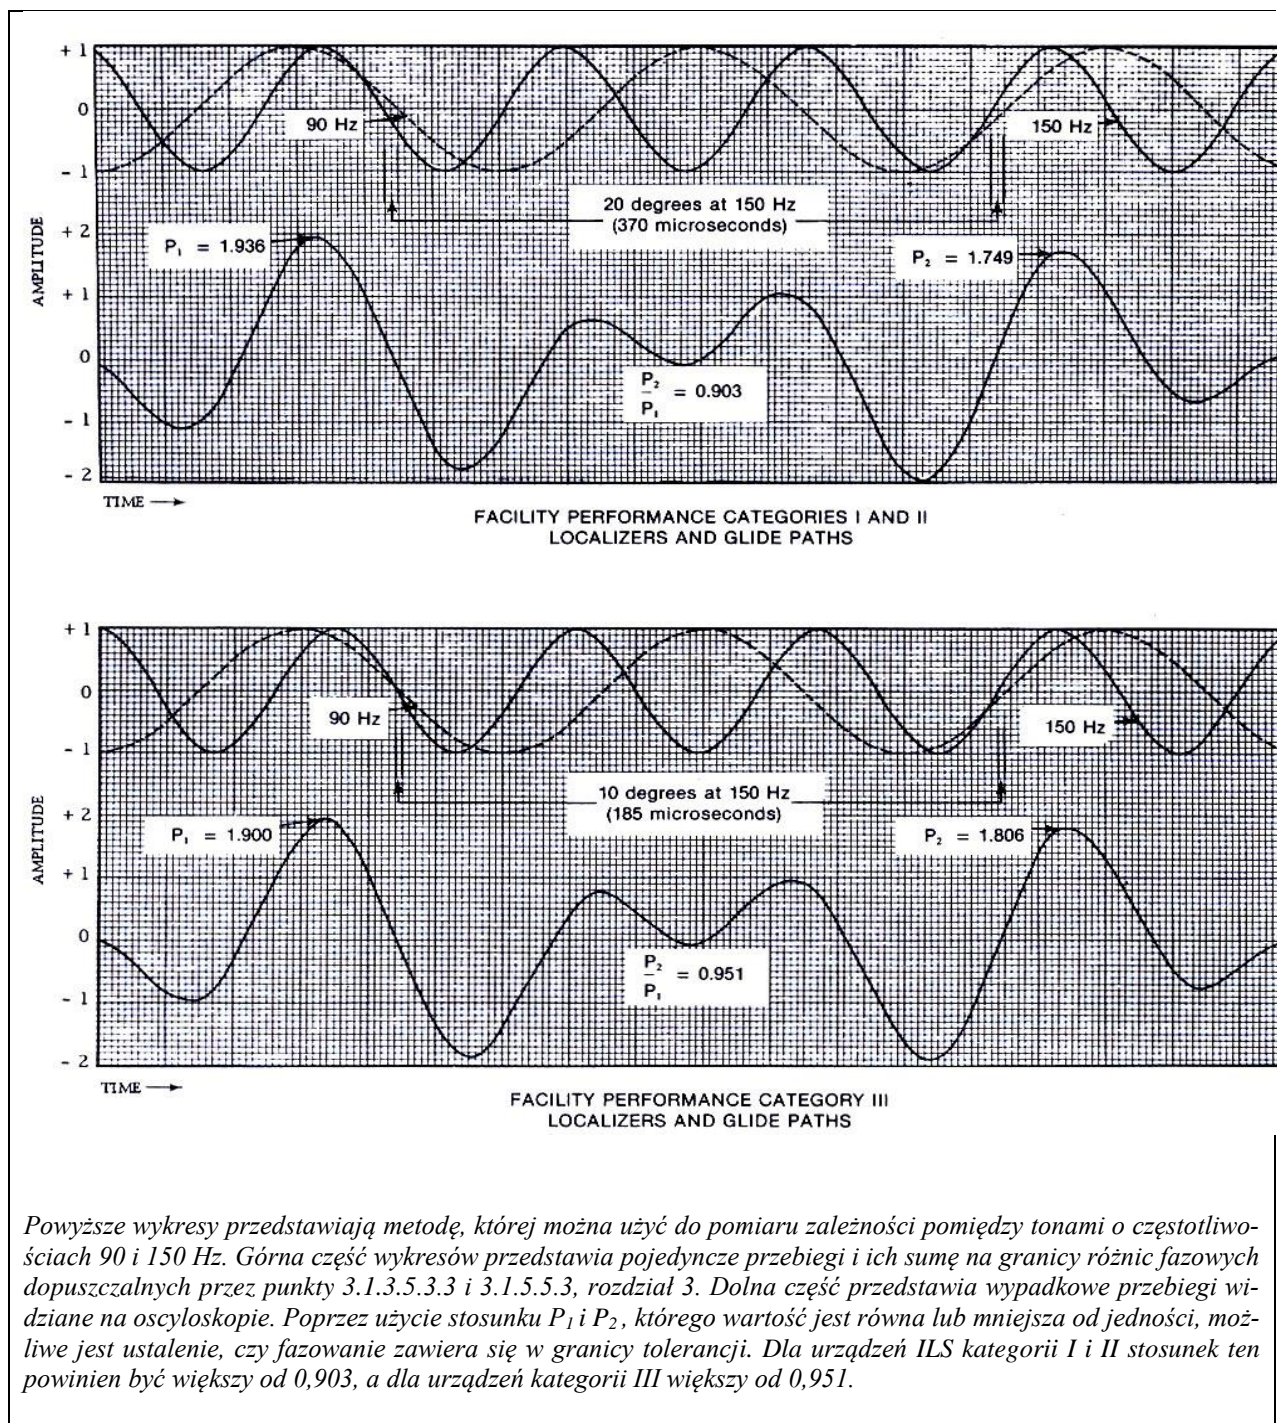 + 1
0
- 1
90 Hz
150 Hz
20 degrees at 150 Hz
(370 microseconds)
AMPLITUDE
+ 2
+ 1
0
- 1
- 2
P₁ = 1.936
P₂ = 1.749
P₂
P₁ = 0.903
TIME
FACILITY PERFORMANCE CATEGORIES I AND II
LOCALIZERS AND GLIDE PATHS
+ 1
0
- 1
90 Hz
150 Hz
10 degrees at 150 Hz
(185 microseconds)
AMPLITUDE
+ 2
+ 1
0
- 1
- 2
P₁ = 1.900
P₂ = 1.806
P₂
P₁ = 0.951
TIME
FACILITY PERFORMANCE CATEGORY III
LOCALIZERS AND GLIDE PATHS
Powyższe wykresy przedstawiają metodę, której można użyć do pomiaru zależności pomiędzy tonami o częstotliwo-
ściach 90 i 150 Hz. Górna część wykresów przedstawia pojedyncze przebiegi i ich sumę na granicy różnic fazowych
dopuszczalnych przez punkty 3.1.3.5.3.3 i 3.1.5.5.3, rozdział 3. Dolna część przedstawia wypadkowe przebiegi wi-
dziane na oscyloskopie. Poprzez użycie stosunku P₁ i P₂ , którego wartość jest równa lub mniejsza od jedności, moż-
liwe jest ustalenie, czy fazowanie zawiera się w granicy tolerancji. Dla urządzeń ILS kategorii I i II stosunek ten
powinien być większy od 0,903, a dla urządzeń kategorii III większy od 0,951.